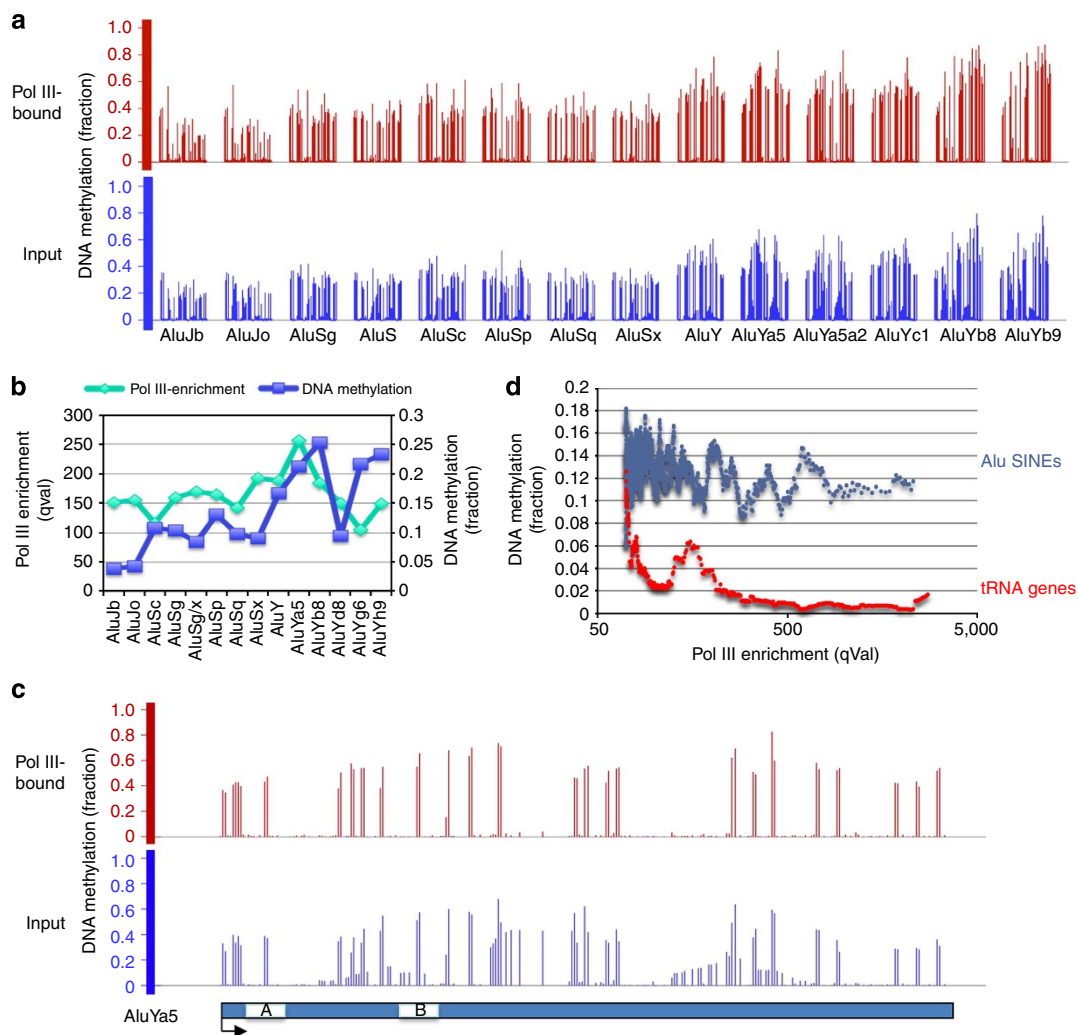 a
Pol III-
bound
DNA methylation (fraction)
1.0
0.8
0.6
0.4
0.2
0
Input
1.0
0.8
0.6
0.4
0.2
0
AluJb AluJo AluSg AluS AluSc AluSp AluSq AluSx AluY AluYa5 AluYa5a2 AluYc1 AluYb8 AluYb9
b
Pol III-enrichment DNA methylation
Pol III enrichment
(qval)
300
250
200
150
100
50
0
0.3
0.25
0.2
0.15
0.1
0.05
0
DNA methylation
(fraction)
AluJb
AluJo
AluSc
AluSg
AluSg/x
AluSp
AluSq
AluSx
AluY
AluYa5
AluYb8
AluYd8
AluYg6
AluYh9
d
DNA methylation
(fraction)
0.2
0.18
0.16
0.14
0.12
0.10
0.08
0.06
0.04
0.02
0
Alu SINEs
tRNA genes
50 500 5,000
Pol III enrichment (qVal)
c
Pol III-
bound
DNA methylation (fraction)
1.0
0.8
0.6
0.4
0.2
0
Input
1.0
0.8
0.6
0.4
0.2
0
AluYa5
A B